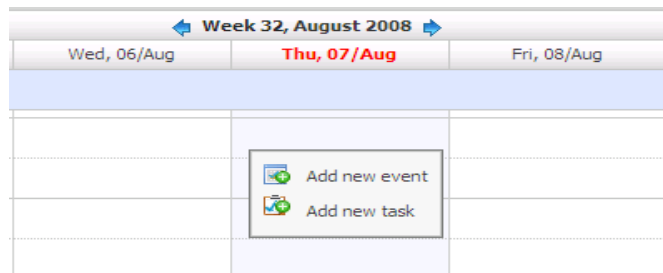 Week 32, August 2008
Wed, 06/Aug Thu, 07/Aug Fri, 08/Aug
Add new event
Add new task